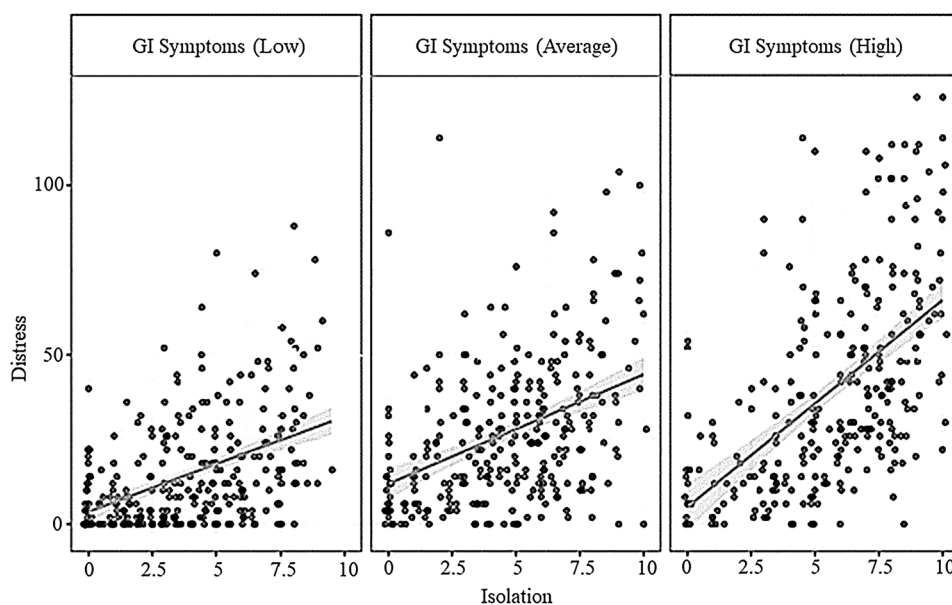 GI Symptoms (Low)
GI Symptoms (Average)
GI Symptoms (High)
Distress
100
50
0
0 2.5 5 7.5 10
0 2.5 5 7.5 10
0 2.5 5 7.5 10
Isolation